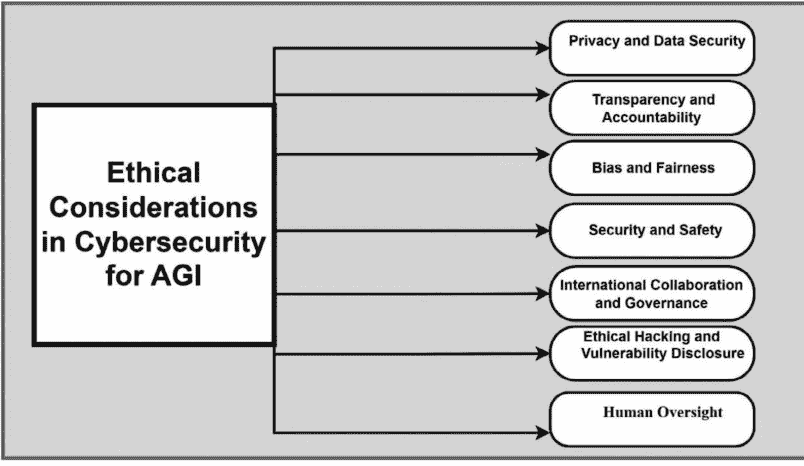 Ethical
Considerations
in Cybersecurity
for AGI
Privacy and Data Security
Transparency and
Accountability
Bias and Fairness
Security and Safety
International Collaboration
and Governance
Ethical Hacking and
Vulnerability Disclosure
Human Oversight